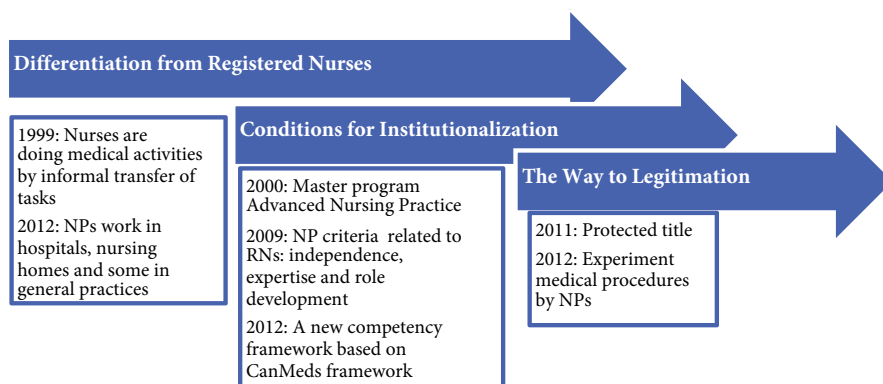 Differentiation from Registered Nurses
1999: Nurses are
doing medical activities
by informal transfer of
tasks
2012: NPs work in
hospitals, nursing
homes and some in
general practices
Conditions for Institutionalization
2000: Master program
Advanced Nursing Practice
2009: NP criteria related to
RNs: independence,
expertise and role
development
2012: A new competency
framework based on
CanMeds framework
The Way to Legitimation
2011: Protected title
2012: Experiment
medical procedures
by NPs